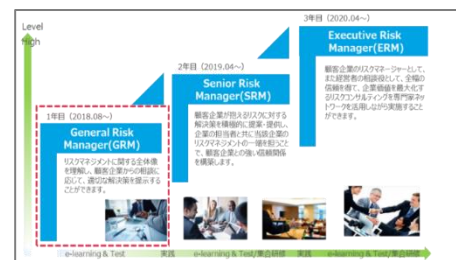 Level
high
3年目（2020.04～）
Executive Risk
Manager(ERM)
顧客企業のリスクマネージャーとして、
また経営者の相談役として、全幅の
信頼を得て、企業価値を最大化す
るリスクコンサルティングを専門家ネッ
トワークを活用しながら実施すること
ができます。
2年目（2019.04～）
Senior Risk
Manager(SRM)
顧客企業が抱えるリスクに対する
解決策を積極的に提案・提供し、
企業の担当者と共に当該企業の
リスクマネジメントの一端を担うこと
で、顧客企業との強い信頼関係
を構築します。
1年目（2018.08～）
General Risk
Manager(GRM)
リスクマネジメントに関する全体像
を理解し、顧客企業からの相談に
応じて、適切な解決策を提示する
ことができます。
e-learning & Test 実践 e-learning & Test/集合研修 実践 e-learning & Test/集合研修